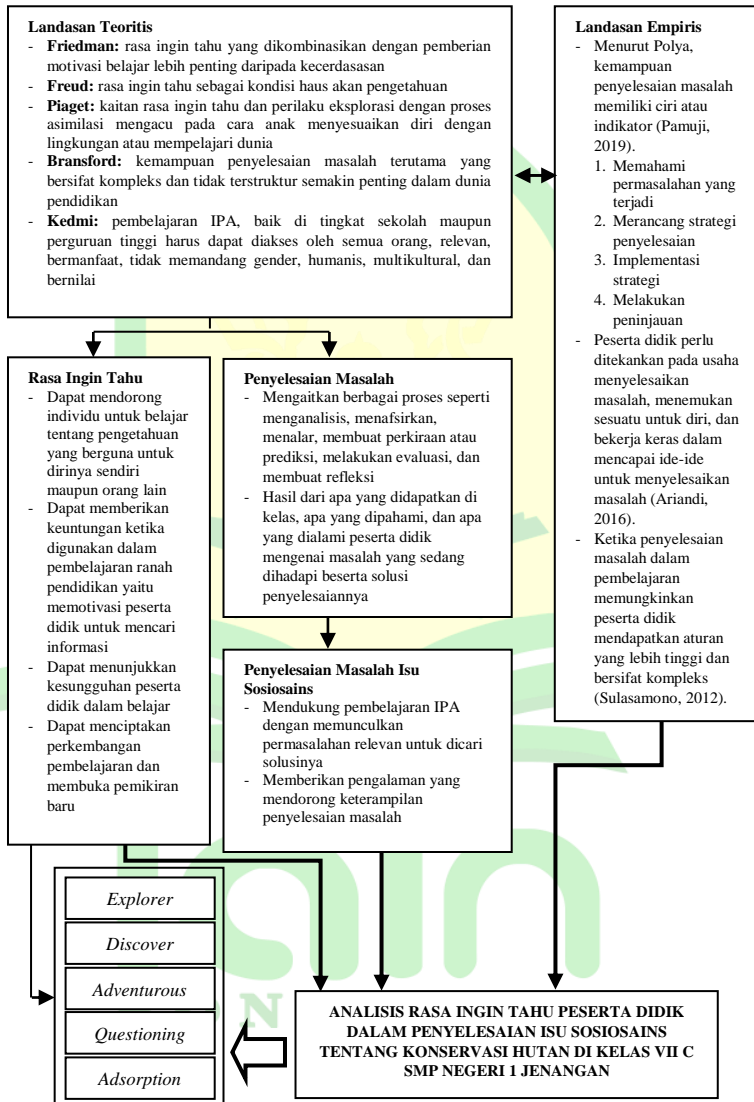 Landasan Teoritis
- Friedman: rasa ingin tahu yang dikombinasikan dengan pemberian
motivasi belajar lebih penting daripada kecerdasasan
- Freud: rasa ingin tahu sebagai kondisi haus akan pengetahuan
- Piaget: kaitan rasa ingin tahu dan perilaku eksplorasi dengan proses
asimilasi mengacu pada cara anak menyesuaikan diri dengan
lingkungan atau mempelajari dunia
- Bransford: kemampuan penyelesaian masalah terutama yang
bersifat kompleks dan tidak terstruktur semakin penting dalam dunia
pendidikan
- Kedmi: pembelajaran IPA, baik di tingkat sekolah maupun
perguruan tinggi harus dapat diakses oleh semua orang, relevan,
bermanfaat, tidak memandang gender, humanis, multikultural, dan
bernilai
Landasan Empiris
- Menurut Polya,
kemampuan
penyelesaian masalah
memiliki ciri atau
indikator (Pamuji,
2019).
1. Memahami
permasalahan yang
terjadi
2. Merancang strategi
penyelesaian
3. Implementasi
strategi
4. Melakukan
peninjauan
- Peserta didik perlu
ditekankan pada usaha
menyelesaikan
masalah, menemukan
sesuatu untuk diri, dan
bekerja keras dalam
mencapai ide-ide
untuk menyelesaikan
masalah (Ariandi,
2016).
- Ketika penyelesaian
masalah dalam
pembelajaran
memungkinkan
peserta didik
mendapatkan aturan
yang lebih tinggi dan
bersifat kompleks
(Sulasamono, 2012).
Rasa Ingin Tahu
- Dapat mendorong
individu untuk belajar
tentang pengetahuan
yang berguna untuk
dirinya sendiri
maupun orang lain
- Dapat memberikan
keuntungan ketika
digunakan dalam
pembelajaran ranah
pendidikan yaitu
memotivasi peserta
didik untuk mencari
informasi
- Dapat menunjukkan
kesungguhan peserta
didik dalam belajar
- Dapat menciptakan
perkembangan
pembelajaran dan
membuka pemikiran
baru
Penyelesaian Masalah
- Mengaitkan berbagai proses seperti
menganalisis, menafsirkan,
menalar, membuat perkiraan atau
prediksi, melakukan evaluasi, dan
membuat refleksi
- Hasil dari apa yang didapatkan di
kelas, apa yang dipahami, dan apa
yang dialami peserta didik
mengenai masalah yang sedang
dihadapi beserta solusi
penyelesaiannya
Penyelesaian Masalah Isu
Sosiosains
- Mendukung pembelajaran IPA
dengan memunculkan
permasalahan relevan untuk dicari
solusinya
- Memberikan pengalaman yang
mendorong keterampilan
penyelesaian masalah
Explorer
Discover
Adventurous
Questioning
Adsorption
ANALISIS RASA INGIN TAHU PESERTA DIDIK
DALAM PENYELESAIAN ISU SOSIOSAINS
TENTANG KONSERVASI HUTAN DI KELAS VII C
SMP NEGERI 1 JENANGAN